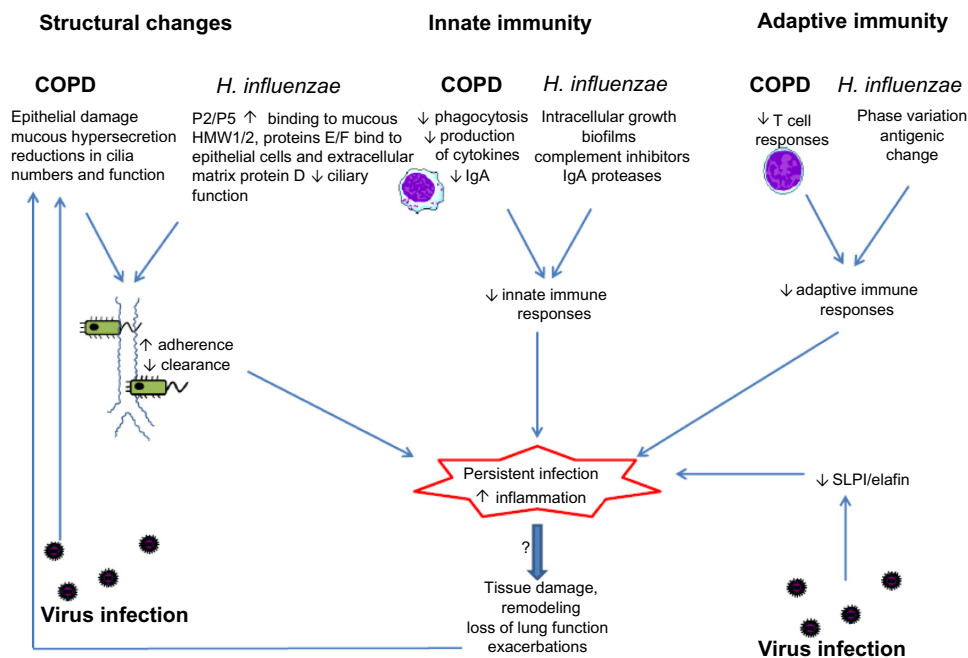 Structural changes
Innate immunity
Adaptive immunity
COPD
H. influenzae
Epithelial damage
mucous hypersecretion
reductions in cilia
numbers and function
P2/P5 ↑ binding to mucous
HMW1/2, proteins E/F bind to
epithelial cells and extracellular
matrix protein D ↓ ciliary
function
COPD
H. influenzae
↓ phagocytosis
↓ production
of cytokines
↓ IgA
Intracellular growth
biofilms
complement inhibitors
IgA proteases
COPD
H. influenzae
↓ T cell
responses
Phase variation
antigenic
change
↑ adherence
↓ clearance
↓ innate immune
responses
↓ adaptive immune
responses
Persistent infection
↑ inflammation
↓ SLPI/elafin
?
Tissue damage,
remodeling
loss of lung function
exacerbations
Virus infection
Virus infection